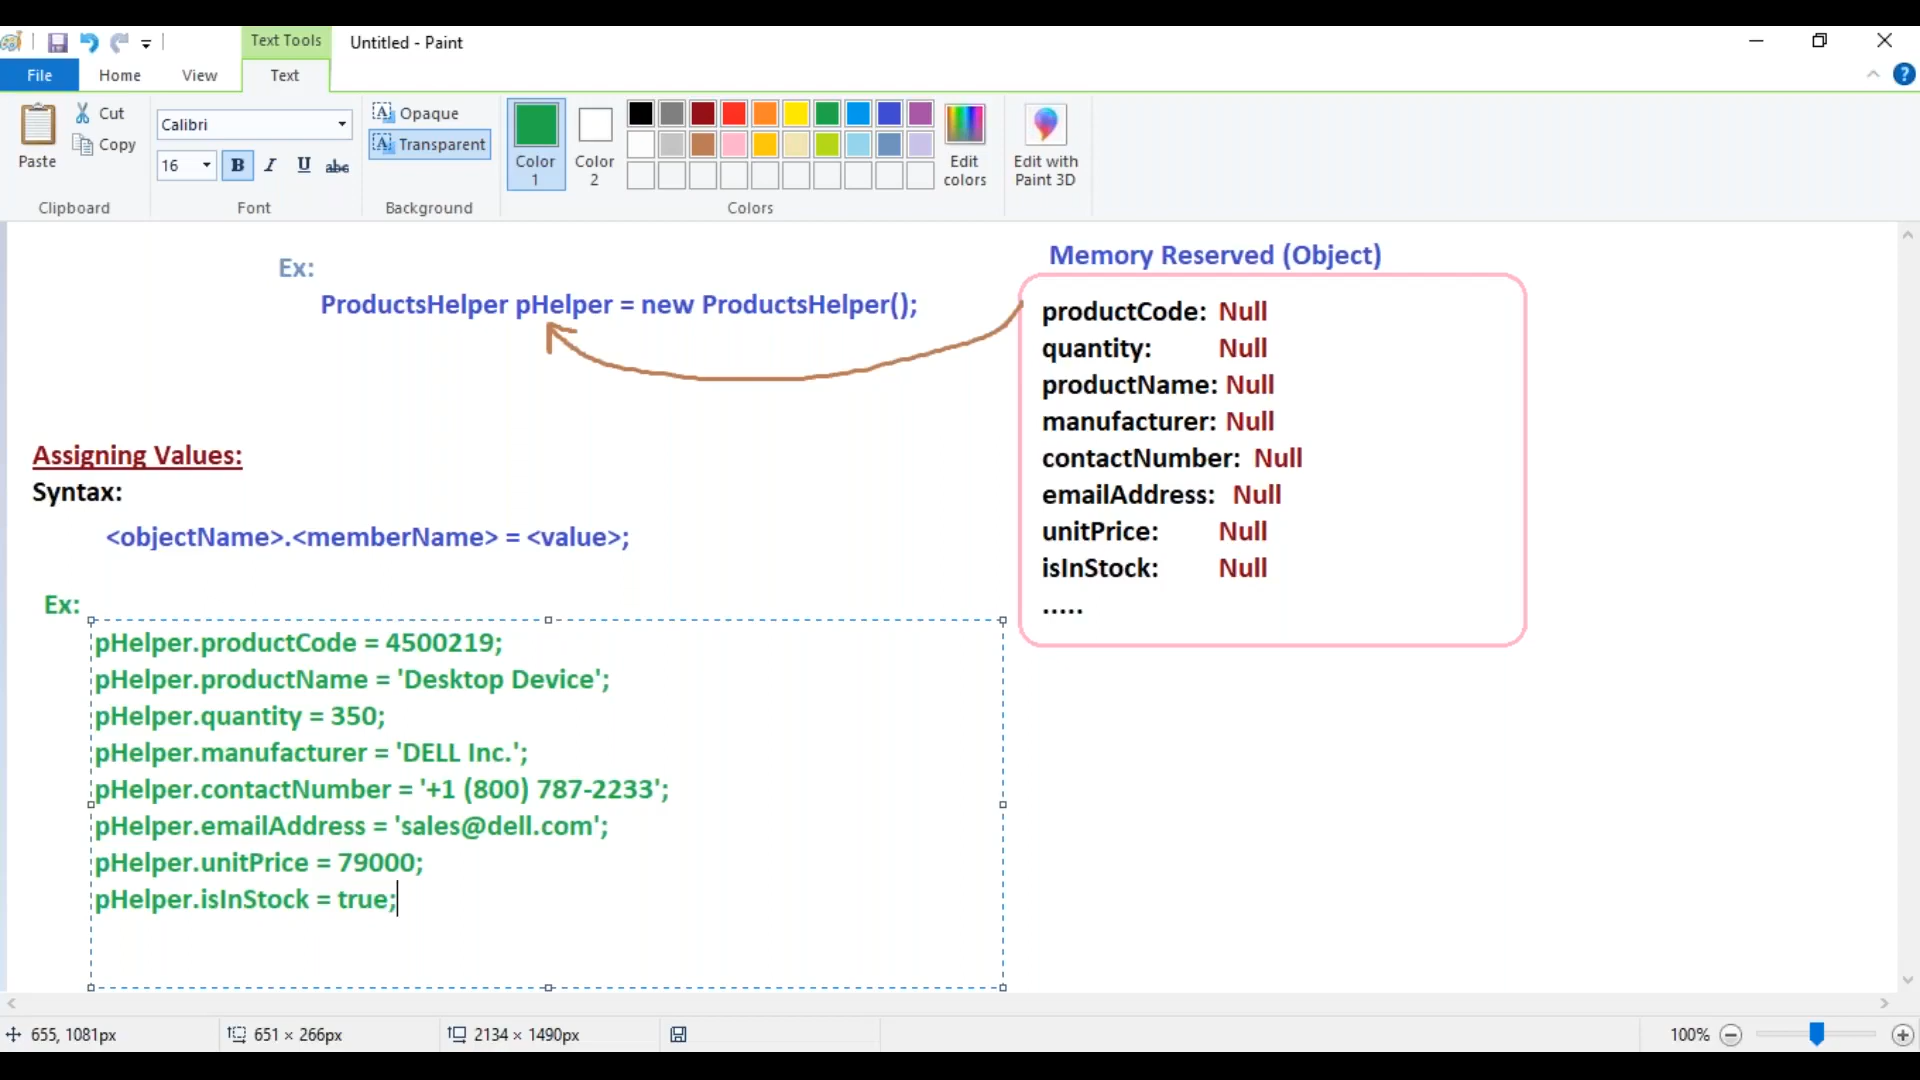 Text Tools
Untitled - Paint
File
Home
View
Text
Paste
Cut
Copy
Clipboard
Calibri
16
B
I
U
abc
Font
Opaque
Transparent
Background
Color 1
Color 2
Edit colors
Colors
Edit with Paint 3D
Ex:
ProductsHelper pHelper = new ProductsHelper();
Memory Reserved (Object)
productCode: Null
quantity: Null
productName: Null
manufacturer: Null
contactNumber: Null
emailAddress: Null
unitPrice: Null
isInStock: Null
.....
Assigning Values:
Syntax:
<objectName>.<memberName> = <value>;
Ex:
pHelper.productCode = 4500219;
pHelper.productName = 'Desktop Device';
pHelper.quantity = 350;
pHelper.manufacturer = 'DELL Inc.';
pHelper.contactNumber = '+1 (800) 787-2233';
pHelper.emailAddress = 'sales@dell.com';
pHelper.unitPrice = 79000;
pHelper.isInStock = true;
655, 1081px
651 × 266px
2134 × 1490px
100%